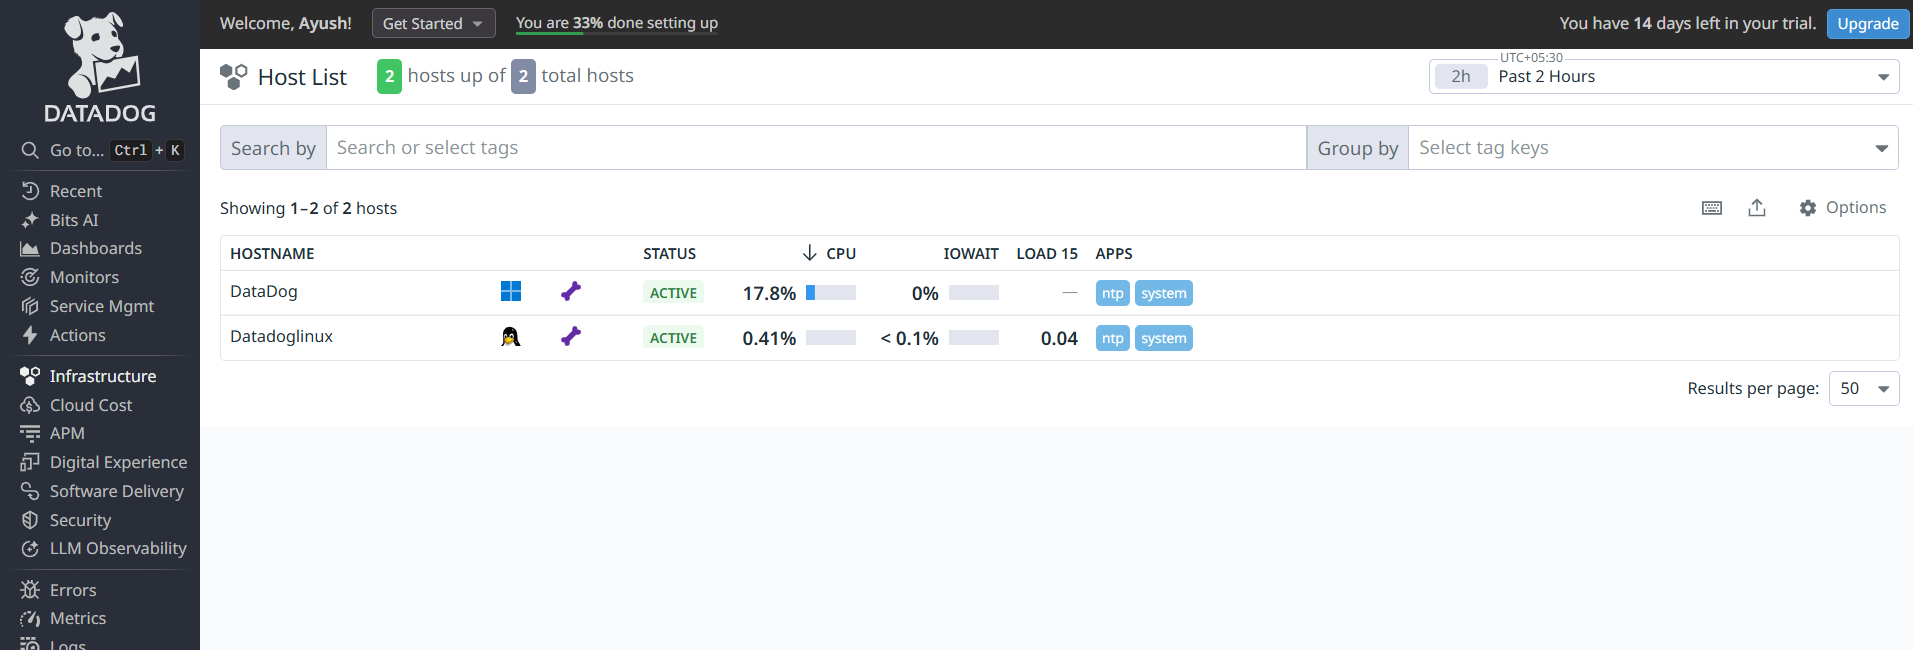 Welcome, Ayush!
Get Started
You are 33% done setting up
You have 14 days left in your trial.
Upgrade
DATADOG
Go to... Ctrl + K
Recent
Bits AI
Dashboards
Monitors
Service Mgmt
Actions
Infrastructure
Cloud Cost
APM
Digital Experience
Software Delivery
Security
LLM Observability
Errors
Metrics
Logs
Host List
2 hosts up of 2 total hosts
UTC+05:30
2h Past 2 Hours
Search by Search or select tags
Group by Select tag keys
Showing 1–2 of 2 hosts
Options
HOSTNAME STATUS CPU IOWAIT LOAD 15 APPS
DataDog ACTIVE 17.8% 0% — ntp system
Datadoglinux ACTIVE 0.41% < 0.1% 0.04 ntp system
Results per page: 50